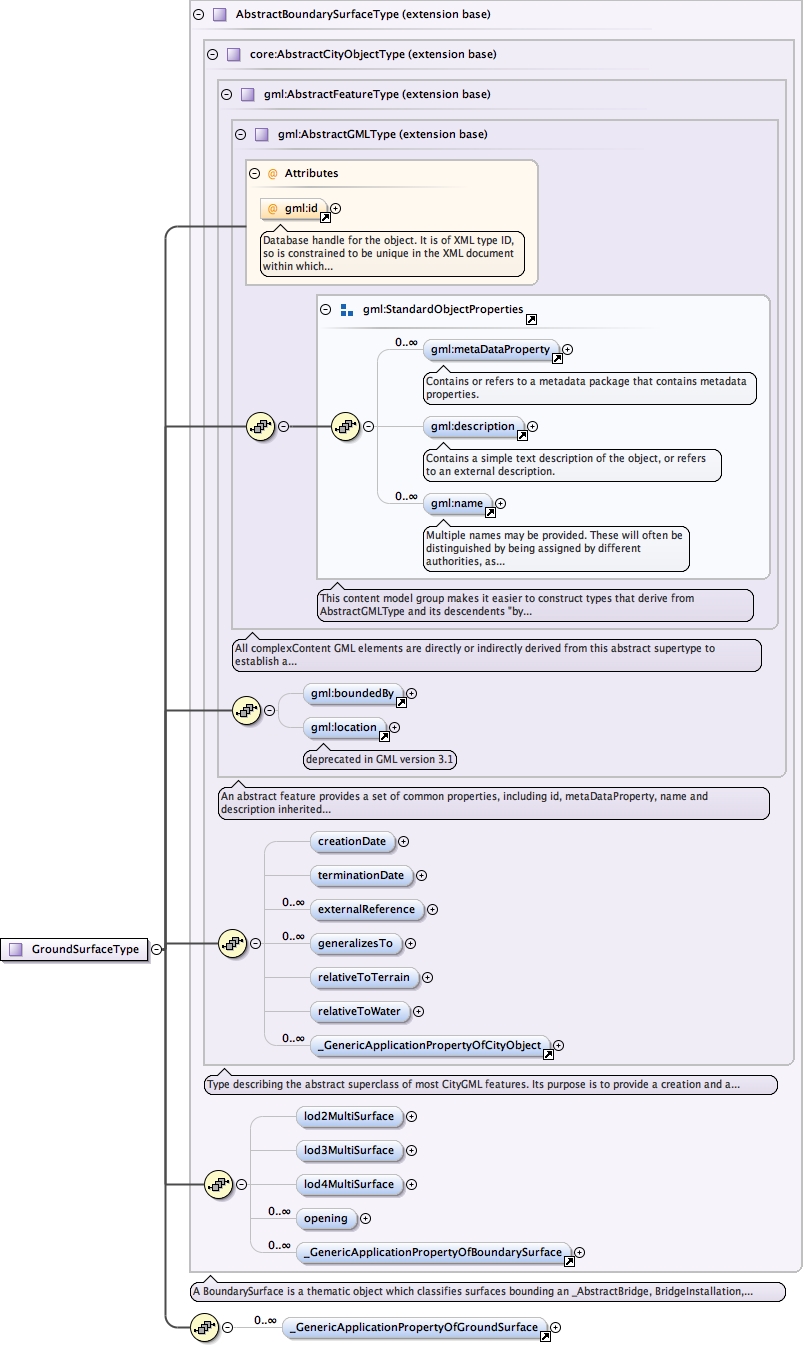 AbstractBoundarySurfaceType (extension base)
core:AbstractCityObjectType (extension base)
gml:AbstractFeatureType (extension base)
gml:AbstractGMLType (extension base)
@ Attributes
@ gml:id
Database handle for the object. It is of XML type ID,
so is constrained to be unique in the XML document
within which...
gml:StandardObjectProperties
0..∞
gml:metaDataProperty
Contains or refers to a metadata package that contains metadata
properties.
gml:description
Contains a simple text description of the object, or refers
to an external description.
0..∞
gml:name
Multiple names may be provided. These will often be
distinguished by being assigned by different
authorities, as...
This content model group makes it easier to construct types that derive from
AbstractGMLType and its descendents "by...
All complexContent GML elements are directly or indirectly derived from this abstract supertype to
establish a...
gml:boundedBy
gml:location
deprecated in GML version 3.1
An abstract feature provides a set of common properties, including id, metaDataProperty, name and
description inherited...
creationDate
terminationDate
0..∞
externalReference
0..∞
generalizesTo
GroundSurfaceType
relativeToTerrain
relativeToWater
0..∞
_GenericApplicationPropertyOfCityObject
Type describing the abstract superclass of most CityGML features. Its purpose is to provide a creation and a...
lod2MultiSurface
lod3MultiSurface
lod4MultiSurface
0..∞
opening
0..∞
_GenericApplicationPropertyOfBoundarySurface
A BoundarySurface is a thematic object which classifies surfaces bounding an _AbstractBridge, BridgeInstallation,...
0..∞
_GenericApplicationPropertyOfGroundSurface